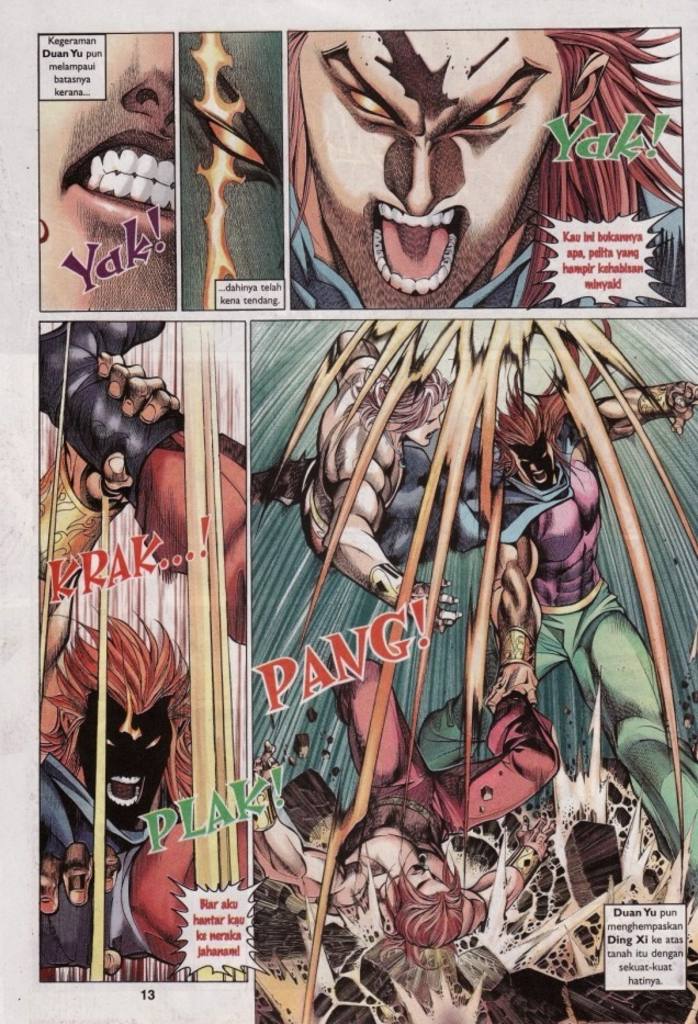 Kegeraman
Duan Yu pun
melampaui
batasnya
kerana...
Yak!
...dahinya telah
kena tendang.
Yak!
Kau ini bukannya
apa, pelita yang
hampir kehabisan
minyak!
KRAK...!
PLAK!
Biar aku
hantar kau
ke neraka
jahanam!
PANG!
Duan Yu pun
menghempaskan
Ding Xi ke atas
tanah itu dengan
sekuat-kuat
hatinya.
13